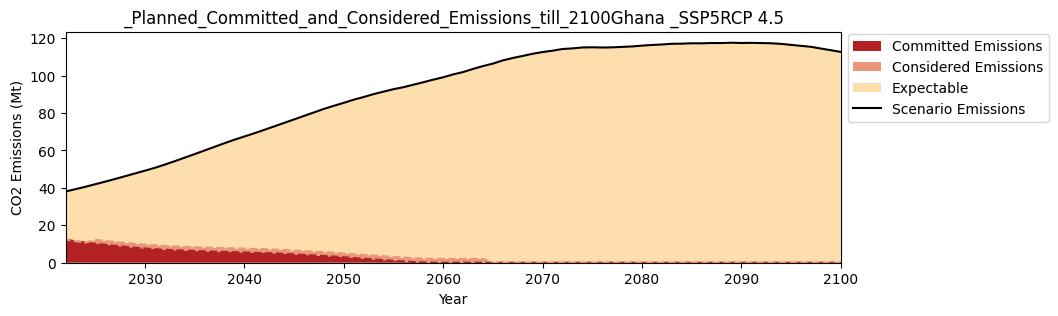 _Planned_Committed_and_Considered_Emissions_till_2100Ghana _SSP5RCP 4.5
120
100
80
60
40
20
0
CO2 Emissions (Mt)
2030 2040 2050 2060 2070 2080 2090 2100
Year
Committed Emissions
Considered Emissions
Expectable
Scenario Emissions